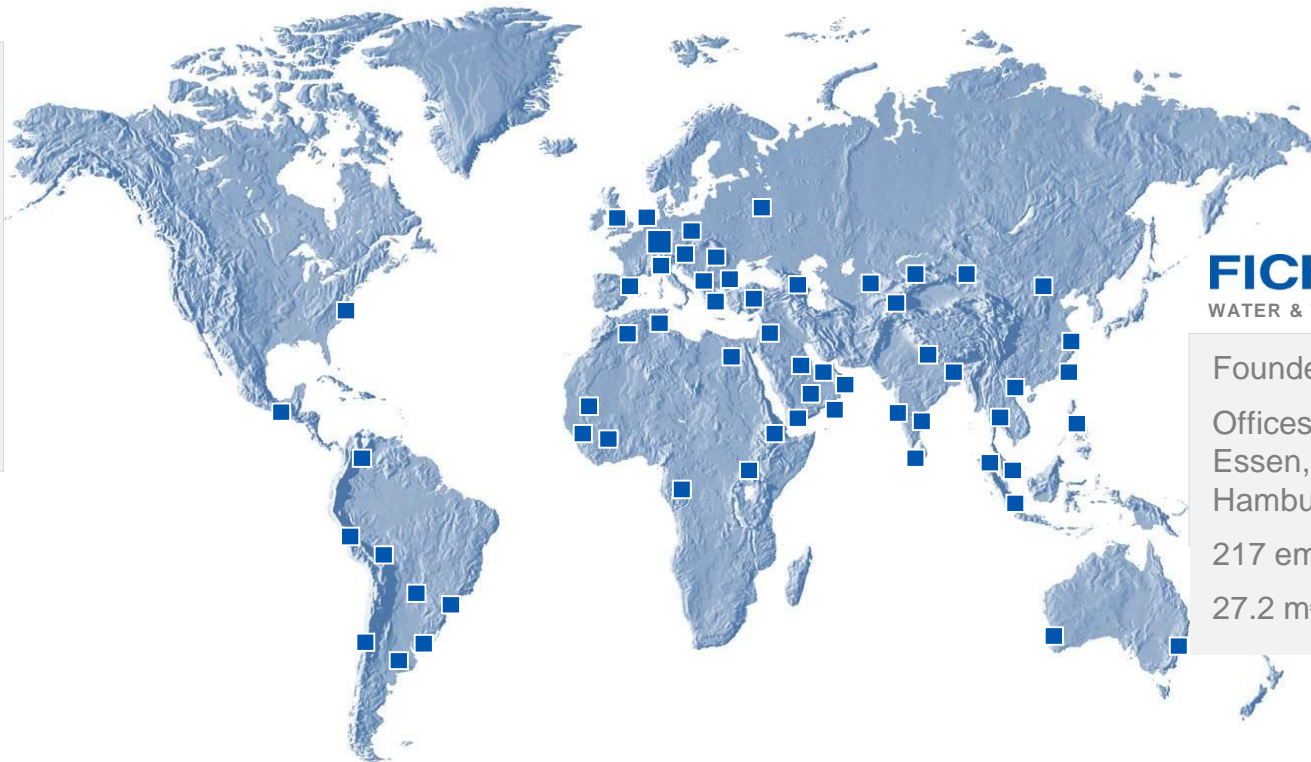 FICH
WATER &
Founde
Offices
Essen,
Hambu
217 em
27.2 m